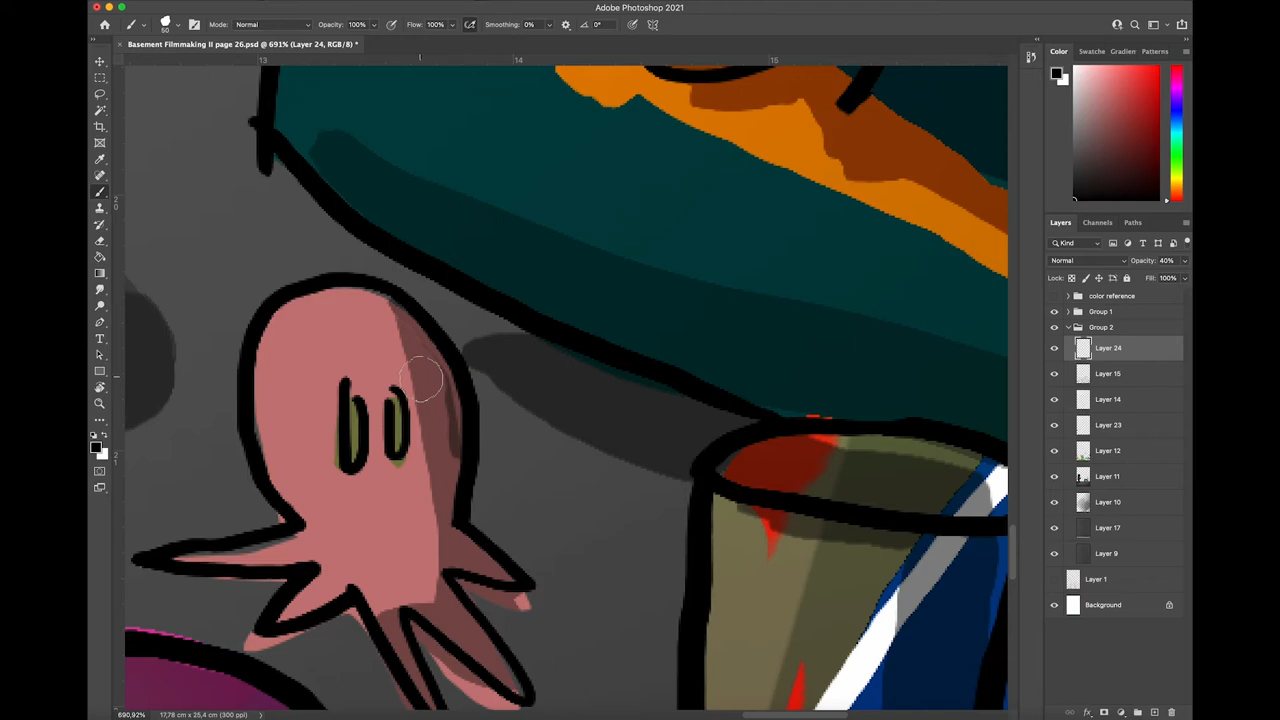 Adobe Photoshop 2021
50
Mode: Normal
Opacity: 100%
Flow: 100%
Smoothing: 0%
0°
Basement Filmmaking II page 26.psd @ 691% (Layer 24, RGB/8) *
13
14
15
Color
Swatche
Gradien
Patterns
Layers
Channels
Paths
Kind
Normal
Opacity: 40%
Lock:
Fill: 100%
color reference
Group 1
Group 2
Layer 24
Layer 15
Layer 14
Layer 23
Layer 12
Layer 11
Layer 10
Layer 17
Layer 9
Layer 1
Background
690,92%
17,78 cm x 25,4 cm (300 ppi)